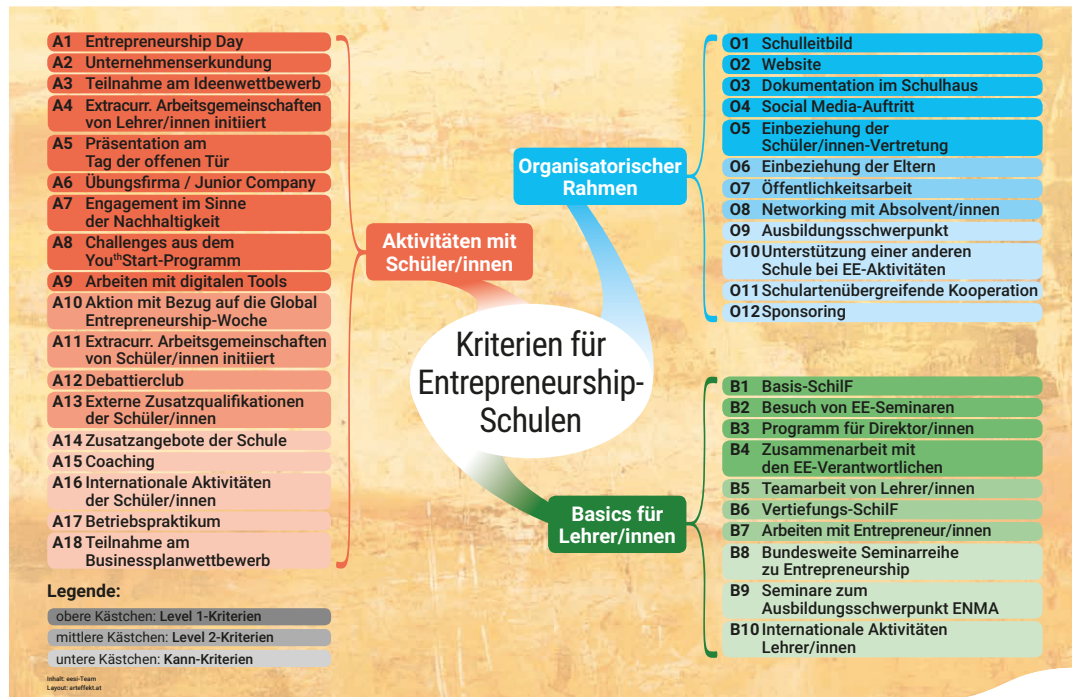 A1 Entrepreneurship Day
A2 Unternehmenserkundung
A3 Teilnahme am Ideenwettbewerb
A4 Extracurr. Arbeitsgemeinschaften
von Lehrer/innen initiiert
A5 Präsentation am
Tag der offenen Tür
A6 Übungsfirma / Junior Company
A7 Engagement im Sinne
der Nachhaltigkeit
A8 Challenges aus dem
YouthStart-Programm
A9 Arbeiten mit digitalen Tools
A10 Aktion mit Bezug auf die Global
Entrepreneurship-Woche
A11 Extracurr. Arbeitsgemeinschaften
von Schüler/innen initiiert
A12 Debattierclub
A13 Externe Zusatzqualifikationen
der Schüler/innen
A14 Zusatzangebote der Schule
A15 Coaching
A16 Internationale Aktivitäten
der Schüler/innen
A17 Betriebspraktikum
A18 Teilnahme am
Businessplanwettbewerb
Aktivitäten mit
Schüler/innen
Kriterien für
Entrepreneurship-
Schulen
Organisatorischer
Rahmen
O1 Schulleitbild
O2 Website
O3 Dokumentation im Schulhaus
O4 Social Media-Auftritt
O5 Einbeziehung der
Schüler/innen-Vertretung
O6 Einbeziehung der Eltern
O7 Öffentlichkeitsarbeit
O8 Networking mit Absolvent/innen
O9 Ausbildungsschwerpunkt
O10 Unterstützung einer anderen
Schule bei EE-Aktivitäten
O11 Schulartenübergreifende Kooperation
O12 Sponsoring
Basics für
Lehrer/innen
B1 Basis-SchilF
B2 Besuch von EE-Seminaren
B3 Programm für Direktor/innen
B4 Zusammenarbeit mit
den EE-Verantwortlichen
B5 Teamarbeit von Lehrer/innen
B6 Vertiefungs-SchilF
B7 Arbeiten mit Entrepreneur/innen
B8 Bundesweite Seminarreihe
zu Entrepreneurship
B9 Seminare zum
Ausbildungsschwerpunkt ENMA
B10 Internationale Aktivitäten
Lehrer/innen
Legende:
obere Kästchen: Level 1-Kriterien
mittlere Kästchen: Level 2-Kriterien
untere Kästchen: Kann-Kriterien
Inhalt: eesi-Team
Layout: arteffekt.at